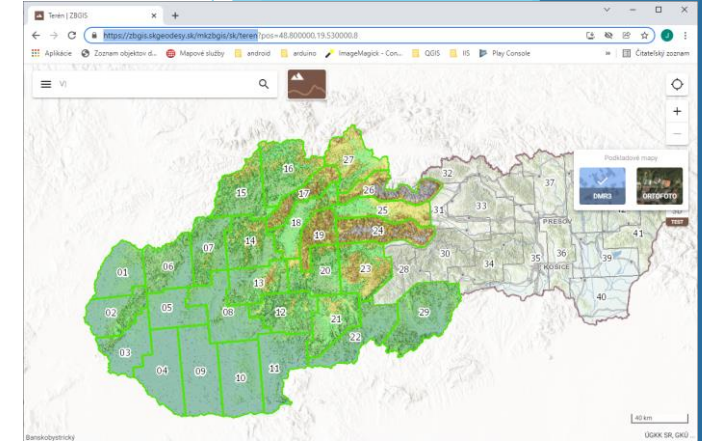 Terén | ZBGIS
https://zbgis.skgeodesy.sk/mkzbgis/sk/teren?pos=48.800000,19.530000,8
Aplikácie
Zoznam objektov d...
Mapové služby
android
arduino
ImageMagick - Con...
QGIS
IIS
Play Console
Čitateľský zoznam
Podkladové mapy
DMR3
ORTOFOTO
TEST
27
16
32
26
37
15
17
25
31
33
18
PREŠOV
24
14
19
41
07
30
36
35
39
06
20
23
28
34
KOŠICE
01
13
05
08
12
40
02
21
29
22
03
11
04
09
10
40 km
Banskobystrický
ÚGKK SR, GKÚ ...